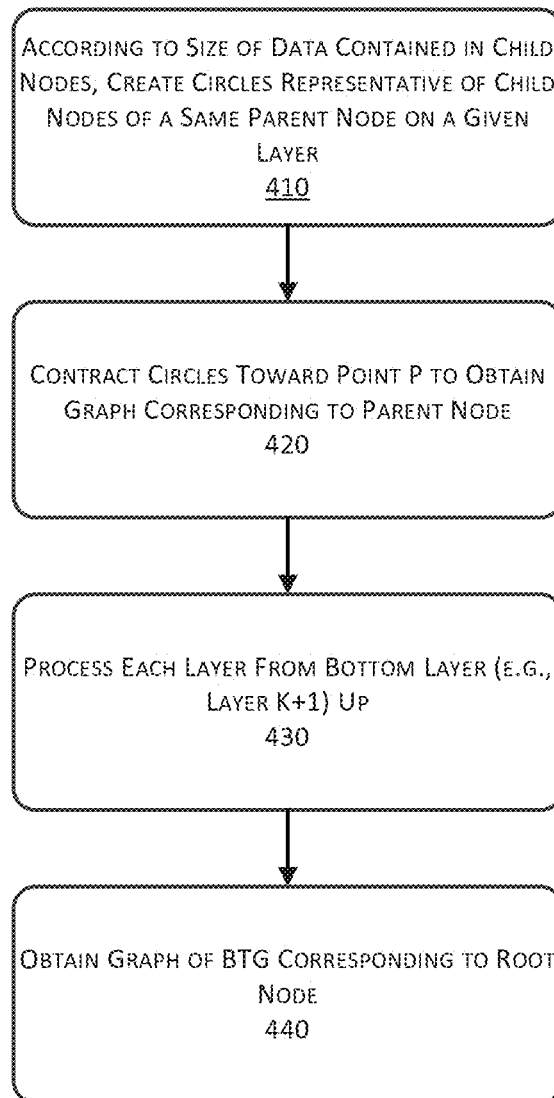 ACCORDING TO SIZE OF DATA CONTAINED IN CHILD
NODES, CREATE CIRCLES REPRESENTATIVE OF CHILD
NODES OF A SAME PARENT NODE ON A GIVEN
LAYER
410
CONTRACT CIRCLES TOWARD POINT P TO OBTAIN
GRAPH CORRESPONDING TO PARENT NODE
420
PROCESS EACH LAYER FROM BOTTOM LAYER (E.G.,
LAYER K+1) UP
430
OBTAIN GRAPH OF BTG CORRESPONDING TO ROOT
NODE
440